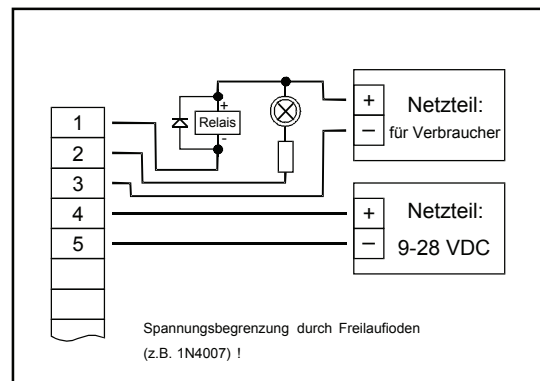 1
2
3
4
5
+
Relais
-
+
–
Netzteil:
für Verbraucher
+
–
Netzteil:
9-28 VDC
Spannungsbegrenzung durch Freilaufioden
(z.B. 1N4007) !